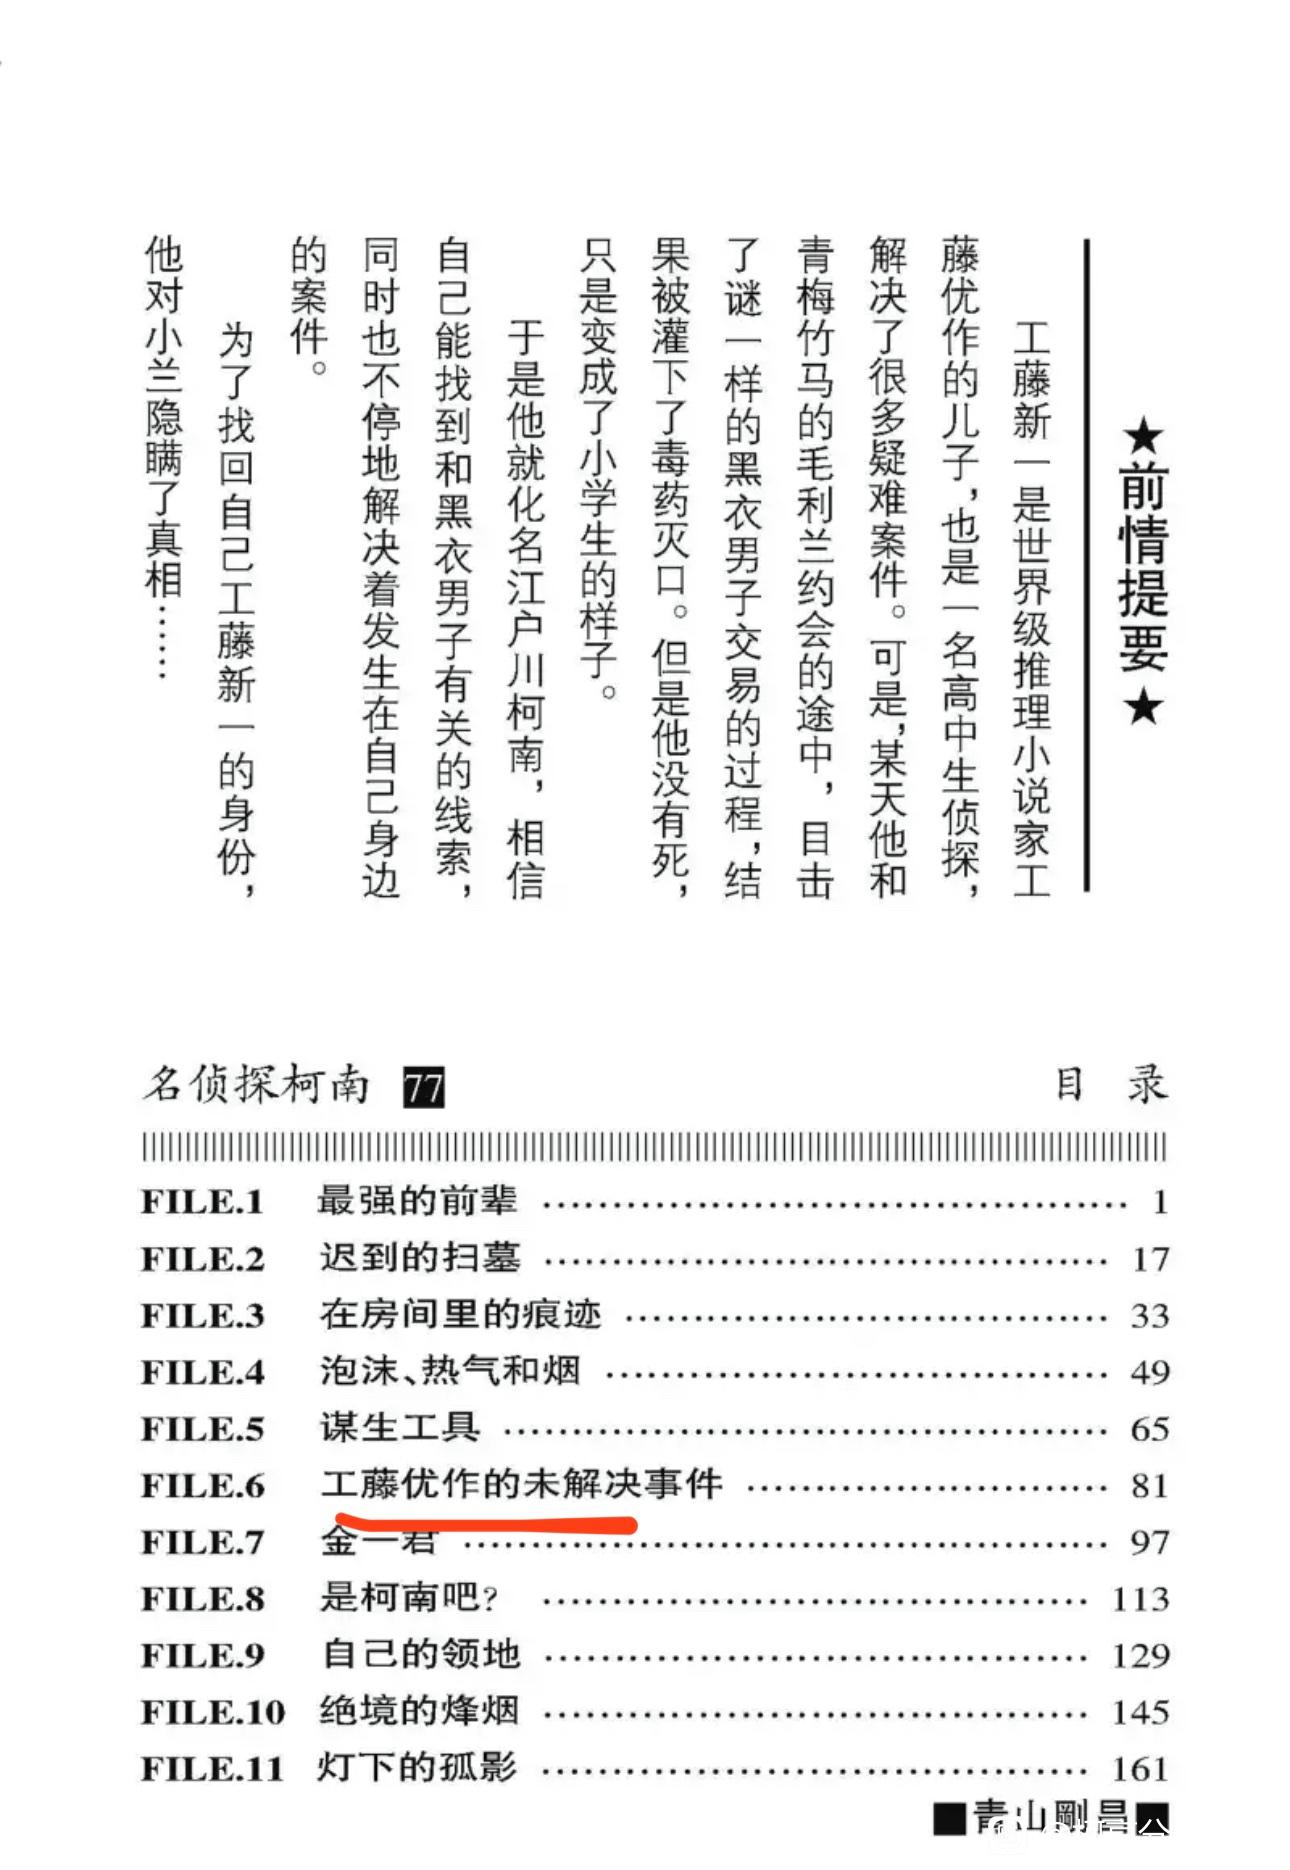 ★前情提要★
工藤新一是世界级推理小说家工
藤优作的儿子，也是一名高中生侦探，
解决了很多疑难案件。可是，某天他和
青梅竹马的毛利兰约会的途中，目击
了谜一样的黑衣男子交易的过程，结
果被灌下了毒药灭口。但是他没有死，
只是变成了小学生的样子。
于是他就化名江户川柯南，相信
自己能找到和黑衣男子有关的线索，
同时也不停地解决着发生在自己身边
的案件。
为了找回自己工藤新一的身份，
他对小兰隐瞒了真相……
名侦探柯南 77 目 录
FILE.1 最强的前辈 …… 1
FILE.2 迟到的扫墓 …… 17
FILE.3 在房间里的痕迹 …… 33
FILE.4 泡沫、热气和烟 …… 49
FILE.5 谋生工具 …… 65
FILE.6 工藤优作的未解决事件 …… 81
FILE.7 金一君 …… 97
FILE.8 是柯南吧? …… 113
FILE.9 自己的领地 …… 129
FILE.10 绝境的烽烟 …… 145
FILE.11 灯下的孤影 …… 161
■青山剛昌■